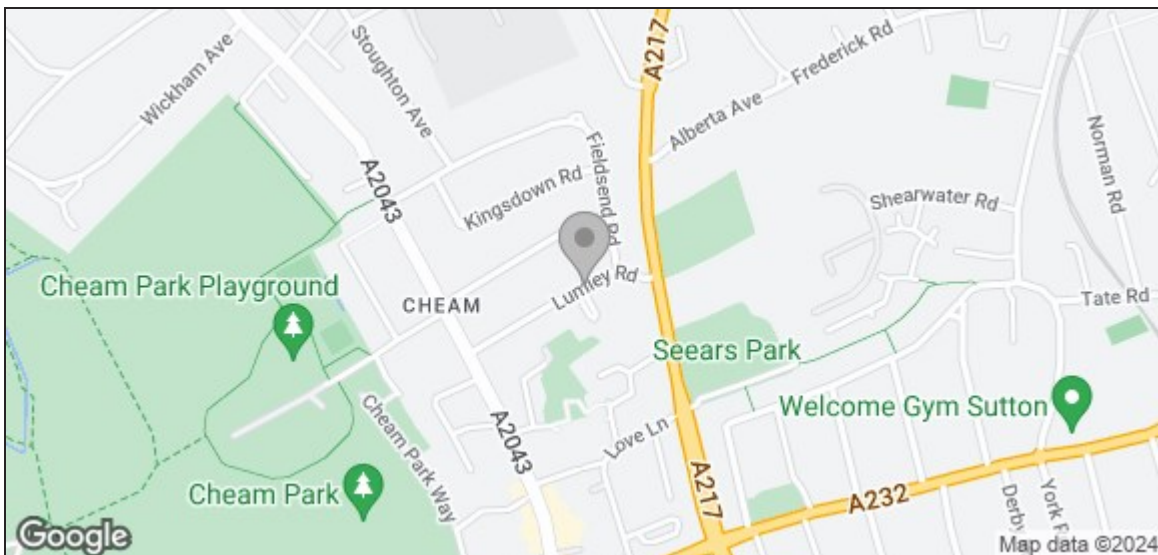 Wickham Ave
Stoughton Ave
A217
Frederick Rd
Alberta Ave
Norman Rd
A2043
Kingsdown Rd
Fieldsend Rd
Shearwater Rd
Cheam Park Playground
CHEAM
Lumley Rd
Tate Rd
Seears Park
Cheam Park Way
Love Ln
Welcome Gym Sutton
A2043
Cheam Park
A217
A232
Derby
York R
Google
Map data ©2024